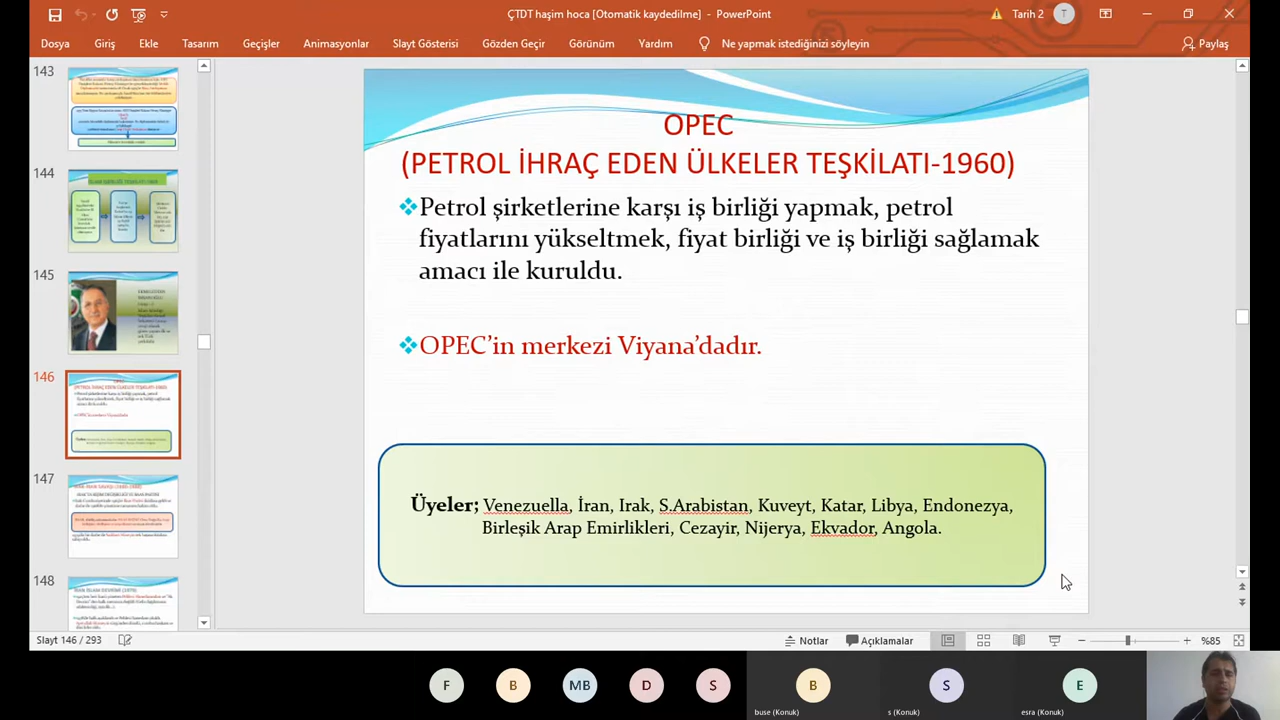 ÇTDT haşim hoca [Otomatik kaydedilme] - PowerPoint
Tarih 2
T
Dosya
Giriş
Ekle
Tasarım
Geçişler
Animasyonlar
Slayt Gösterisi
Gözden Geçir
Görünüm
Yardım
Ne yapmak istediğinizi söyleyin
Paylaş
143
144
145
146
147
148
OPEC
(PETROL İHRAÇ EDEN ÜLKELER TEŞKİLATI-1960)
Petrol şirketlerine karşı iş birliği yapmak, petrol
fiyatlarını yükseltmek, fiyat birliği ve iş birliği sağlamak
amacı ile kuruldu.
OPEC'in merkezi Viyana'dadır.
Üyeler; Venezuella, İran, Irak, S.Arabistan, Kuveyt, Katar, Libya, Endonezya,
Birleşik Arap Emirlikleri, Cezayir, Nijerya, Ekvador, Angola.
Slayt 146 / 293
Notlar
Açıklamalar
%85
F
B
MB
D
S
B
S
E
buse (Konuk)
s (Konuk)
esra (Konuk)